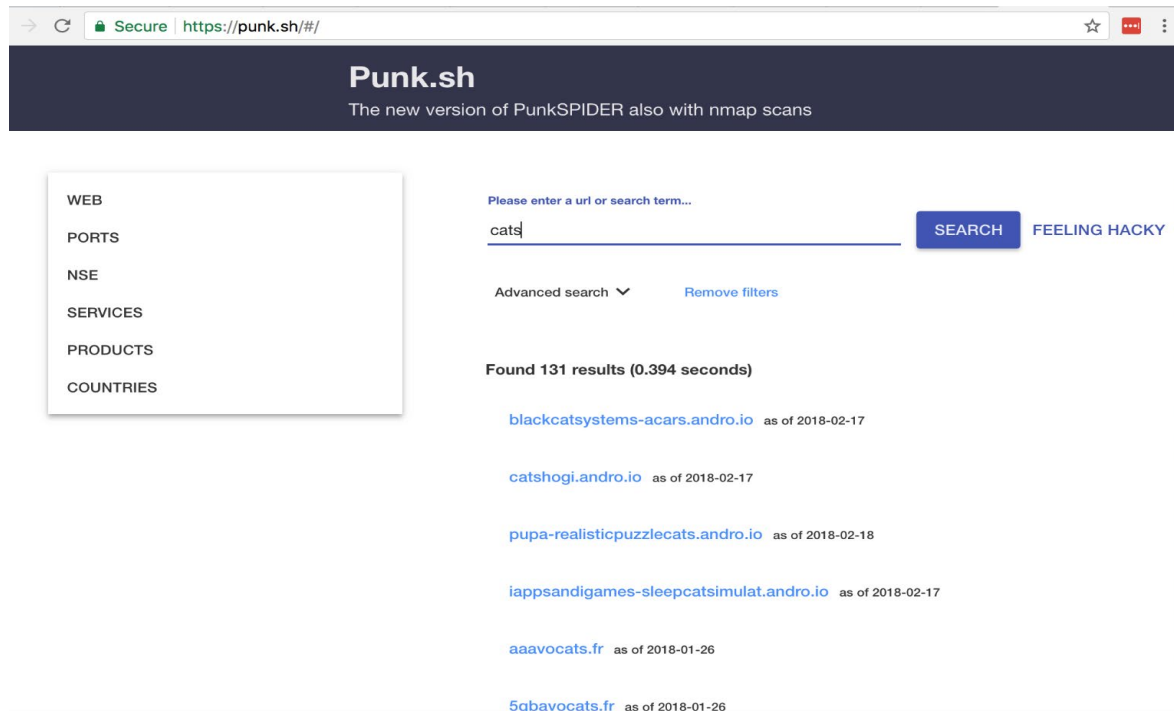 Secure https://punk.sh/#/
Punk.sh
The new version of PunkSPIDER also with nmap scans
WEB
PORTS
NSE
SERVICES
PRODUCTS
COUNTRIES
Please enter a url or search term...
cats
SEARCH FEELING HACKY
Advanced search Remove filters
Found 131 results (0.394 seconds)
blackcatsystems-acars.andro.io as of 2018-02-17
catshogi.andro.io as of 2018-02-17
pupa-realisticpuzzlecats.andro.io as of 2018-02-18
iappsandigames-sleepcatsimulat.andro.io as of 2018-02-17
aaavocats.fr as of 2018-01-26
5gbavocats.fr as of 2018-01-26